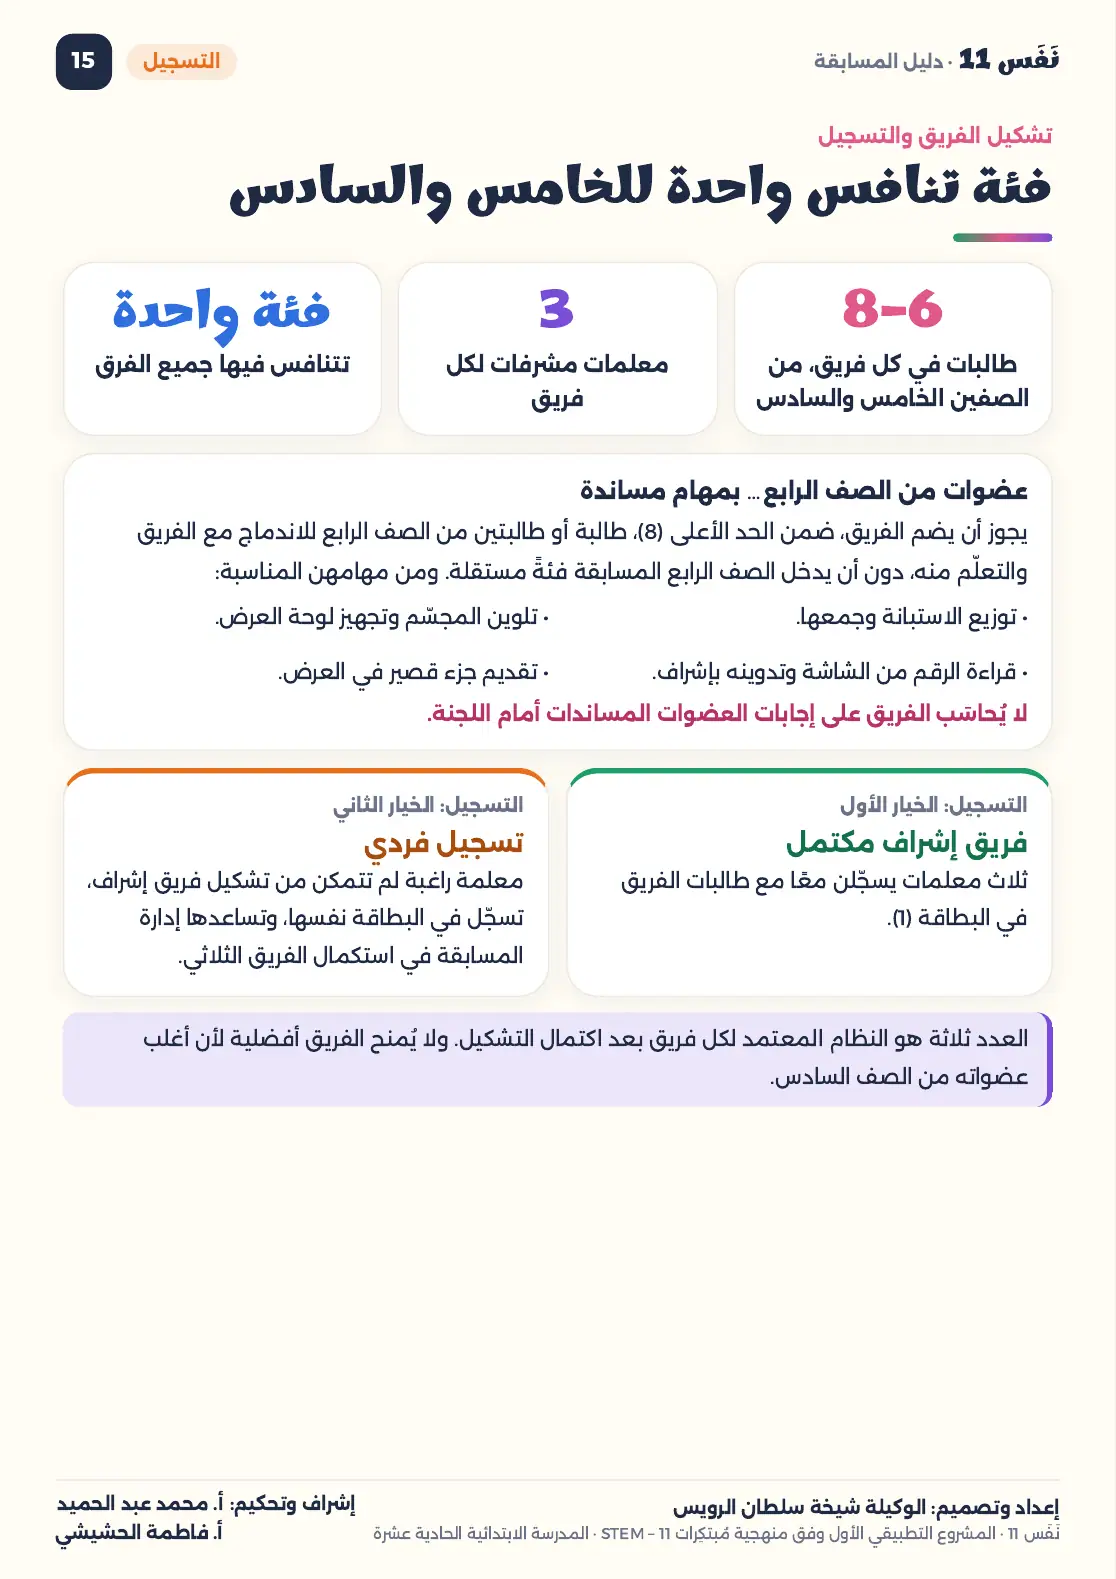 نَفَس 11 · دليل المسابقة
التسجيل
15
تشكيل الفريق والتسجيل
فئة تنافس واحدة للخامس والسادس
6–8
طالبات في كل فريق، من
الصفين الخامس والسادس
3
معلمات مشرفات لكل
فريق
فئة واحدة
تتنافس فيها جميع الفرق
عضوات من الصف الرابع... بمهام مساندة
يجوز أن يضم الفريق، ضمن الحد الأعلى (8)، طالبة أو طالبتين من الصف الرابع للاندماج مع الفريق
والتعلّم منه، دون أن يدخل الصف الرابع المسابقة فئةً مستقلة. ومن مهامهن المناسبة:
• توزيع الاستبانة وجمعها.
• تلوين المجسّم وتجهيز لوحة العرض.
• قراءة الرقم من الشاشة وتدوينه بإشراف.
• تقديم جزء قصير في العرض.
لا يُحاسَب الفريق على إجابات العضوات المساندات أمام اللجنة.
التسجيل: الخيار الأول
فريق إشراف مكتمل
ثلاث معلمات يسجّلن معًا مع طالبات الفريق
في البطاقة (1).
التسجيل: الخيار الثاني
تسجيل فردي
معلمة راغبة لم تتمكن من تشكيل فريق إشراف،
تسجّل في البطاقة نفسها، وتساعدها إدارة
المسابقة في استكمال الفريق الثلاثي.
العدد ثلاثة هو النظام المعتمد لكل فريق بعد اكتمال التشكيل. ولا يُمنح الفريق أفضلية لأن أغلب
عضواته من الصف السادس.
إعداد وتصميم: الوكيلة شيخة سلطان الرويس
نَفَس 11 · المشروع التطبيقي الأول وفق منهجية مُبتكِرات 11 – STEM · المدرسة الابتدائية الحادية عشرة
إشراف وتحكيم: أ. محمد عبد الحميد
أ. فاطمة الحشيشي